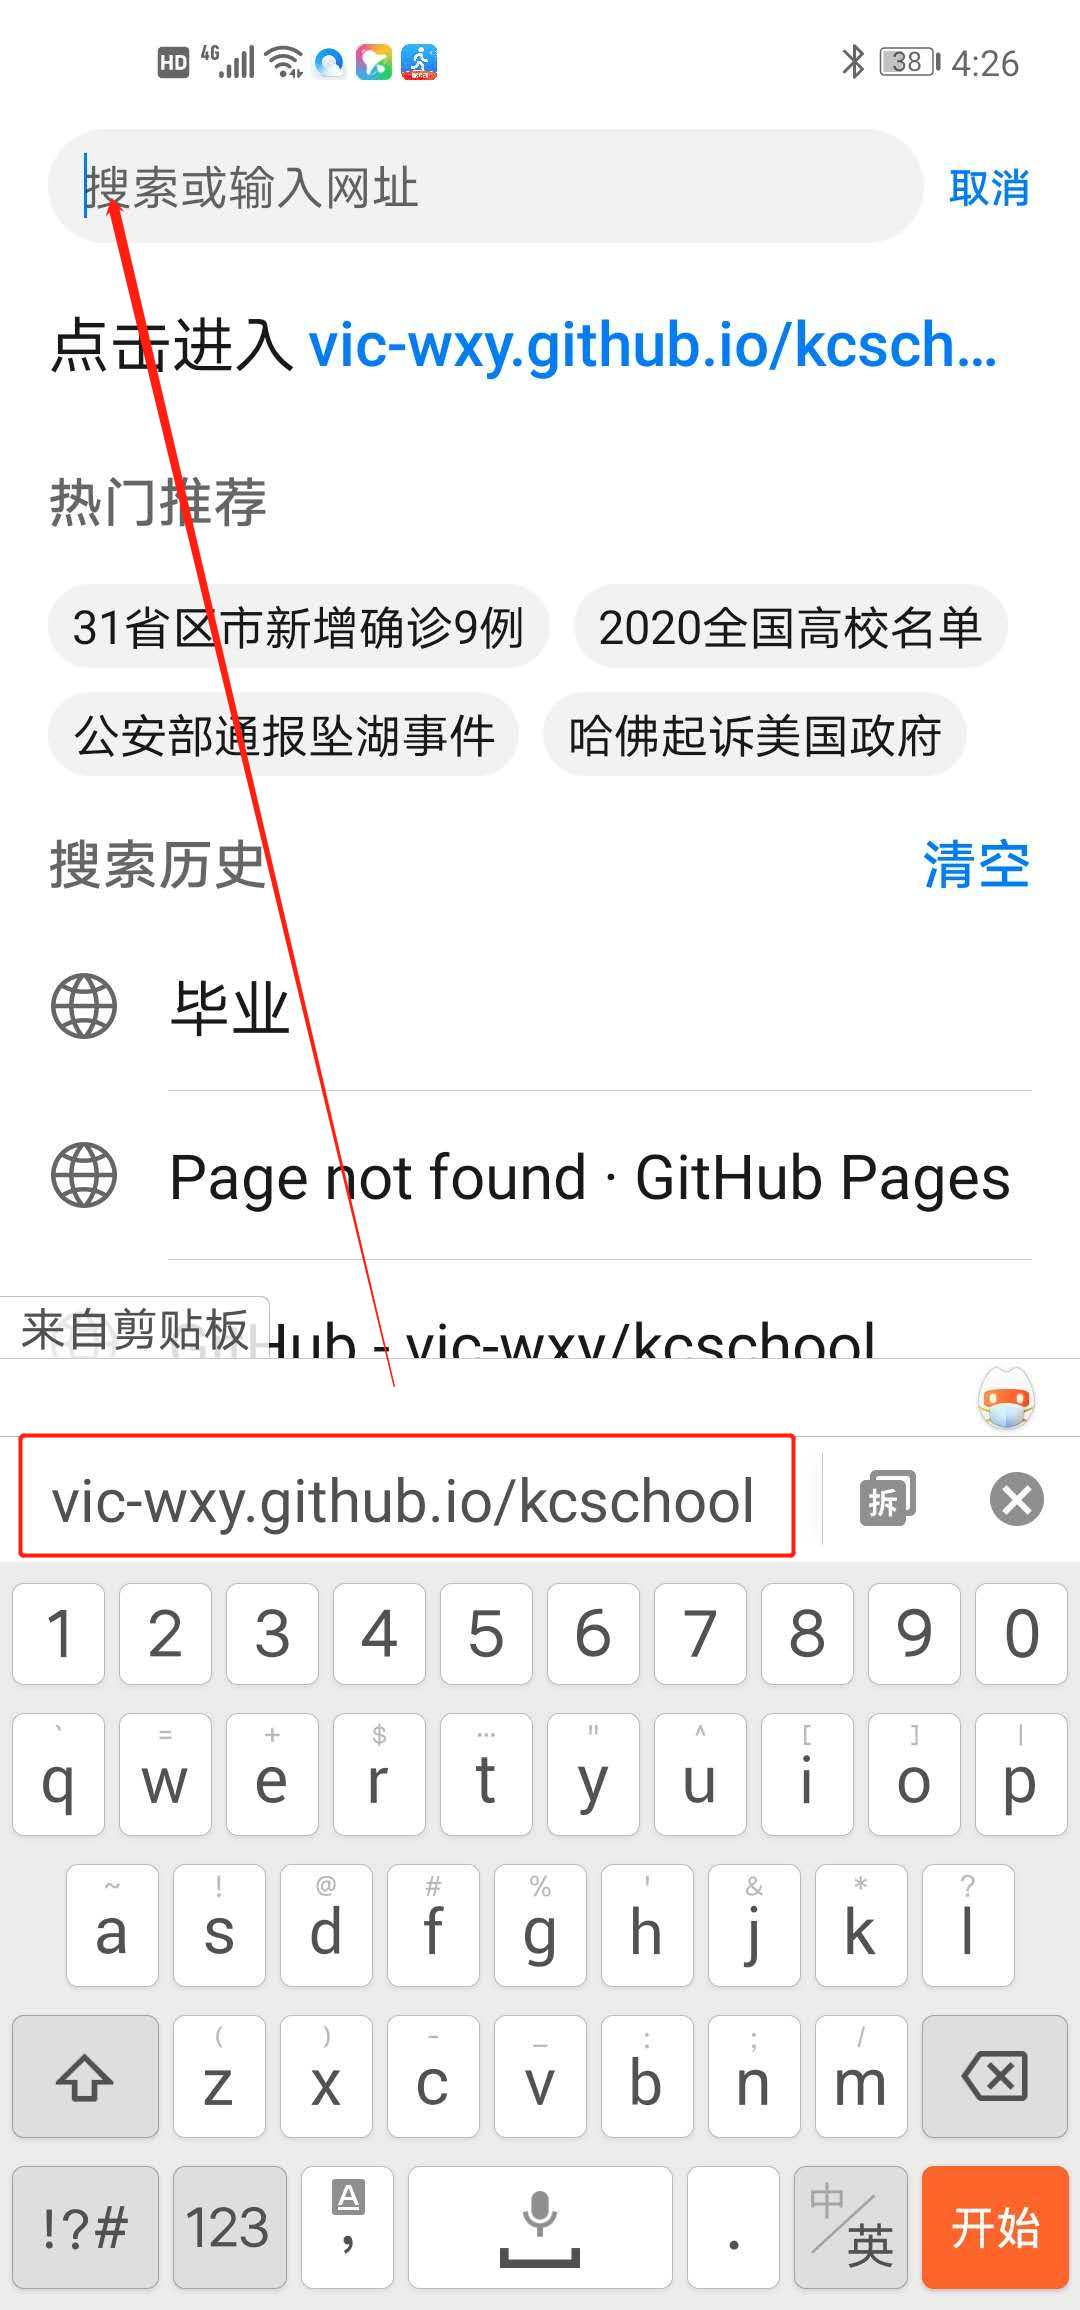 HD 4G 38 4:26
搜索或输入网址 取消
点击进入 vic-wxy.github.io/kcsch...
热门推荐
31省区市新增确诊9例 2020全国高校名单
公安部通报坠湖事件 哈佛起诉美国政府
搜索历史 清空
毕业
Page not found · GitHub Pages
GitHub - vic-wxy/kcschool
来自剪贴板
vic-wxy.github.io/kcschool 拆
1 2 3 4 5 6 7 8 9 0
` = + $ … " ^ [ ] |
q w e r t y u i o p
~ ! @ # % ' & * ?
a s d f g h j k l
( ) - _ : ; /
z x c v b n m
!?# 123 A , . 中/英 开始